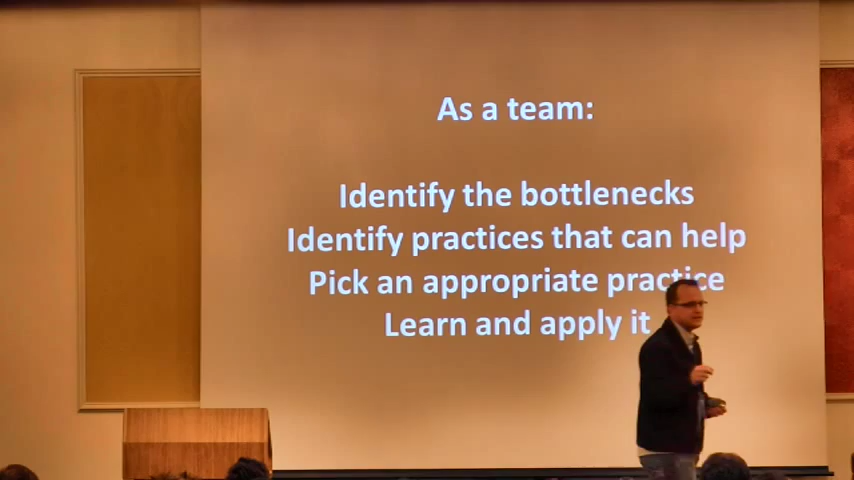 As a team:
Identify the bottlenecks
Identify practices that can help
Pick an appropriate practice
Learn and apply it